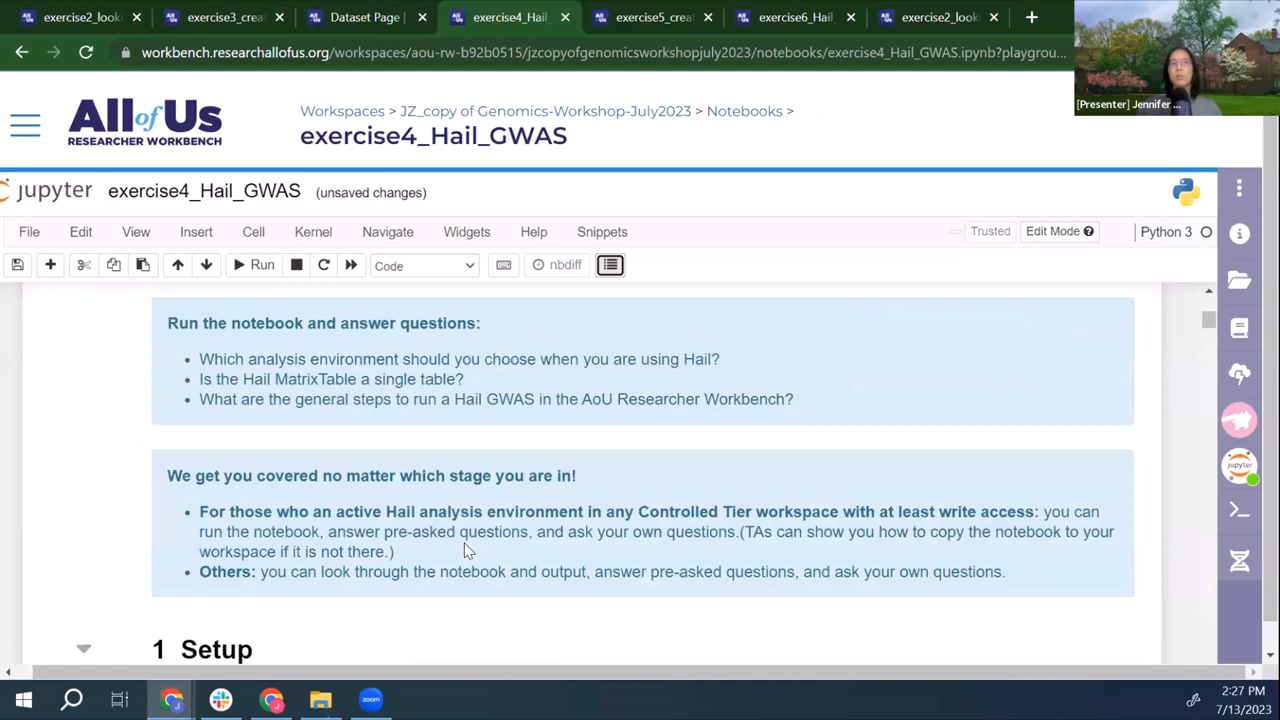 exercise2_looki
exercise3_crea
Dataset Page |
exercise4_Hail_
exercise5_crea
exercise6_Hail_
exercise2_look
workbench.researchallofus.org/workspaces/aou-rw-b92b0515/jzcopyofgenomicsworkshopjuly2023/notebooks/exercise4_Hail_GWAS.ipynb?playgrou...
[Presenter] Jennifer ...
All of Us
RESEARCHER WORKBENCH
Workspaces > JZ_copy of Genomics-Workshop-July2023 > Notebooks >
exercise4_Hail_GWAS
jupyter exercise4_Hail_GWAS (unsaved changes)
File Edit View Insert Cell Kernel Navigate Widgets Help Snippets Trusted Edit Mode Python 3
Run Code nbdiff
Run the notebook and answer questions:
• Which analysis environment should you choose when you are using Hail?
• Is the Hail MatrixTable a single table?
• What are the general steps to run a Hail GWAS in the AoU Researcher Workbench?
We get you covered no matter which stage you are in!
• For those who an active Hail analysis environment in any Controlled Tier workspace with at least write access: you can
run the notebook, answer pre-asked questions, and ask your own questions.(TAs can show you how to copy the notebook to your
workspace if it is not there.)
• Others: you can look through the notebook and output, answer pre-asked questions, and ask your own questions.
jupyter
1 Setup
zoom
2:27 PM
7/13/2023